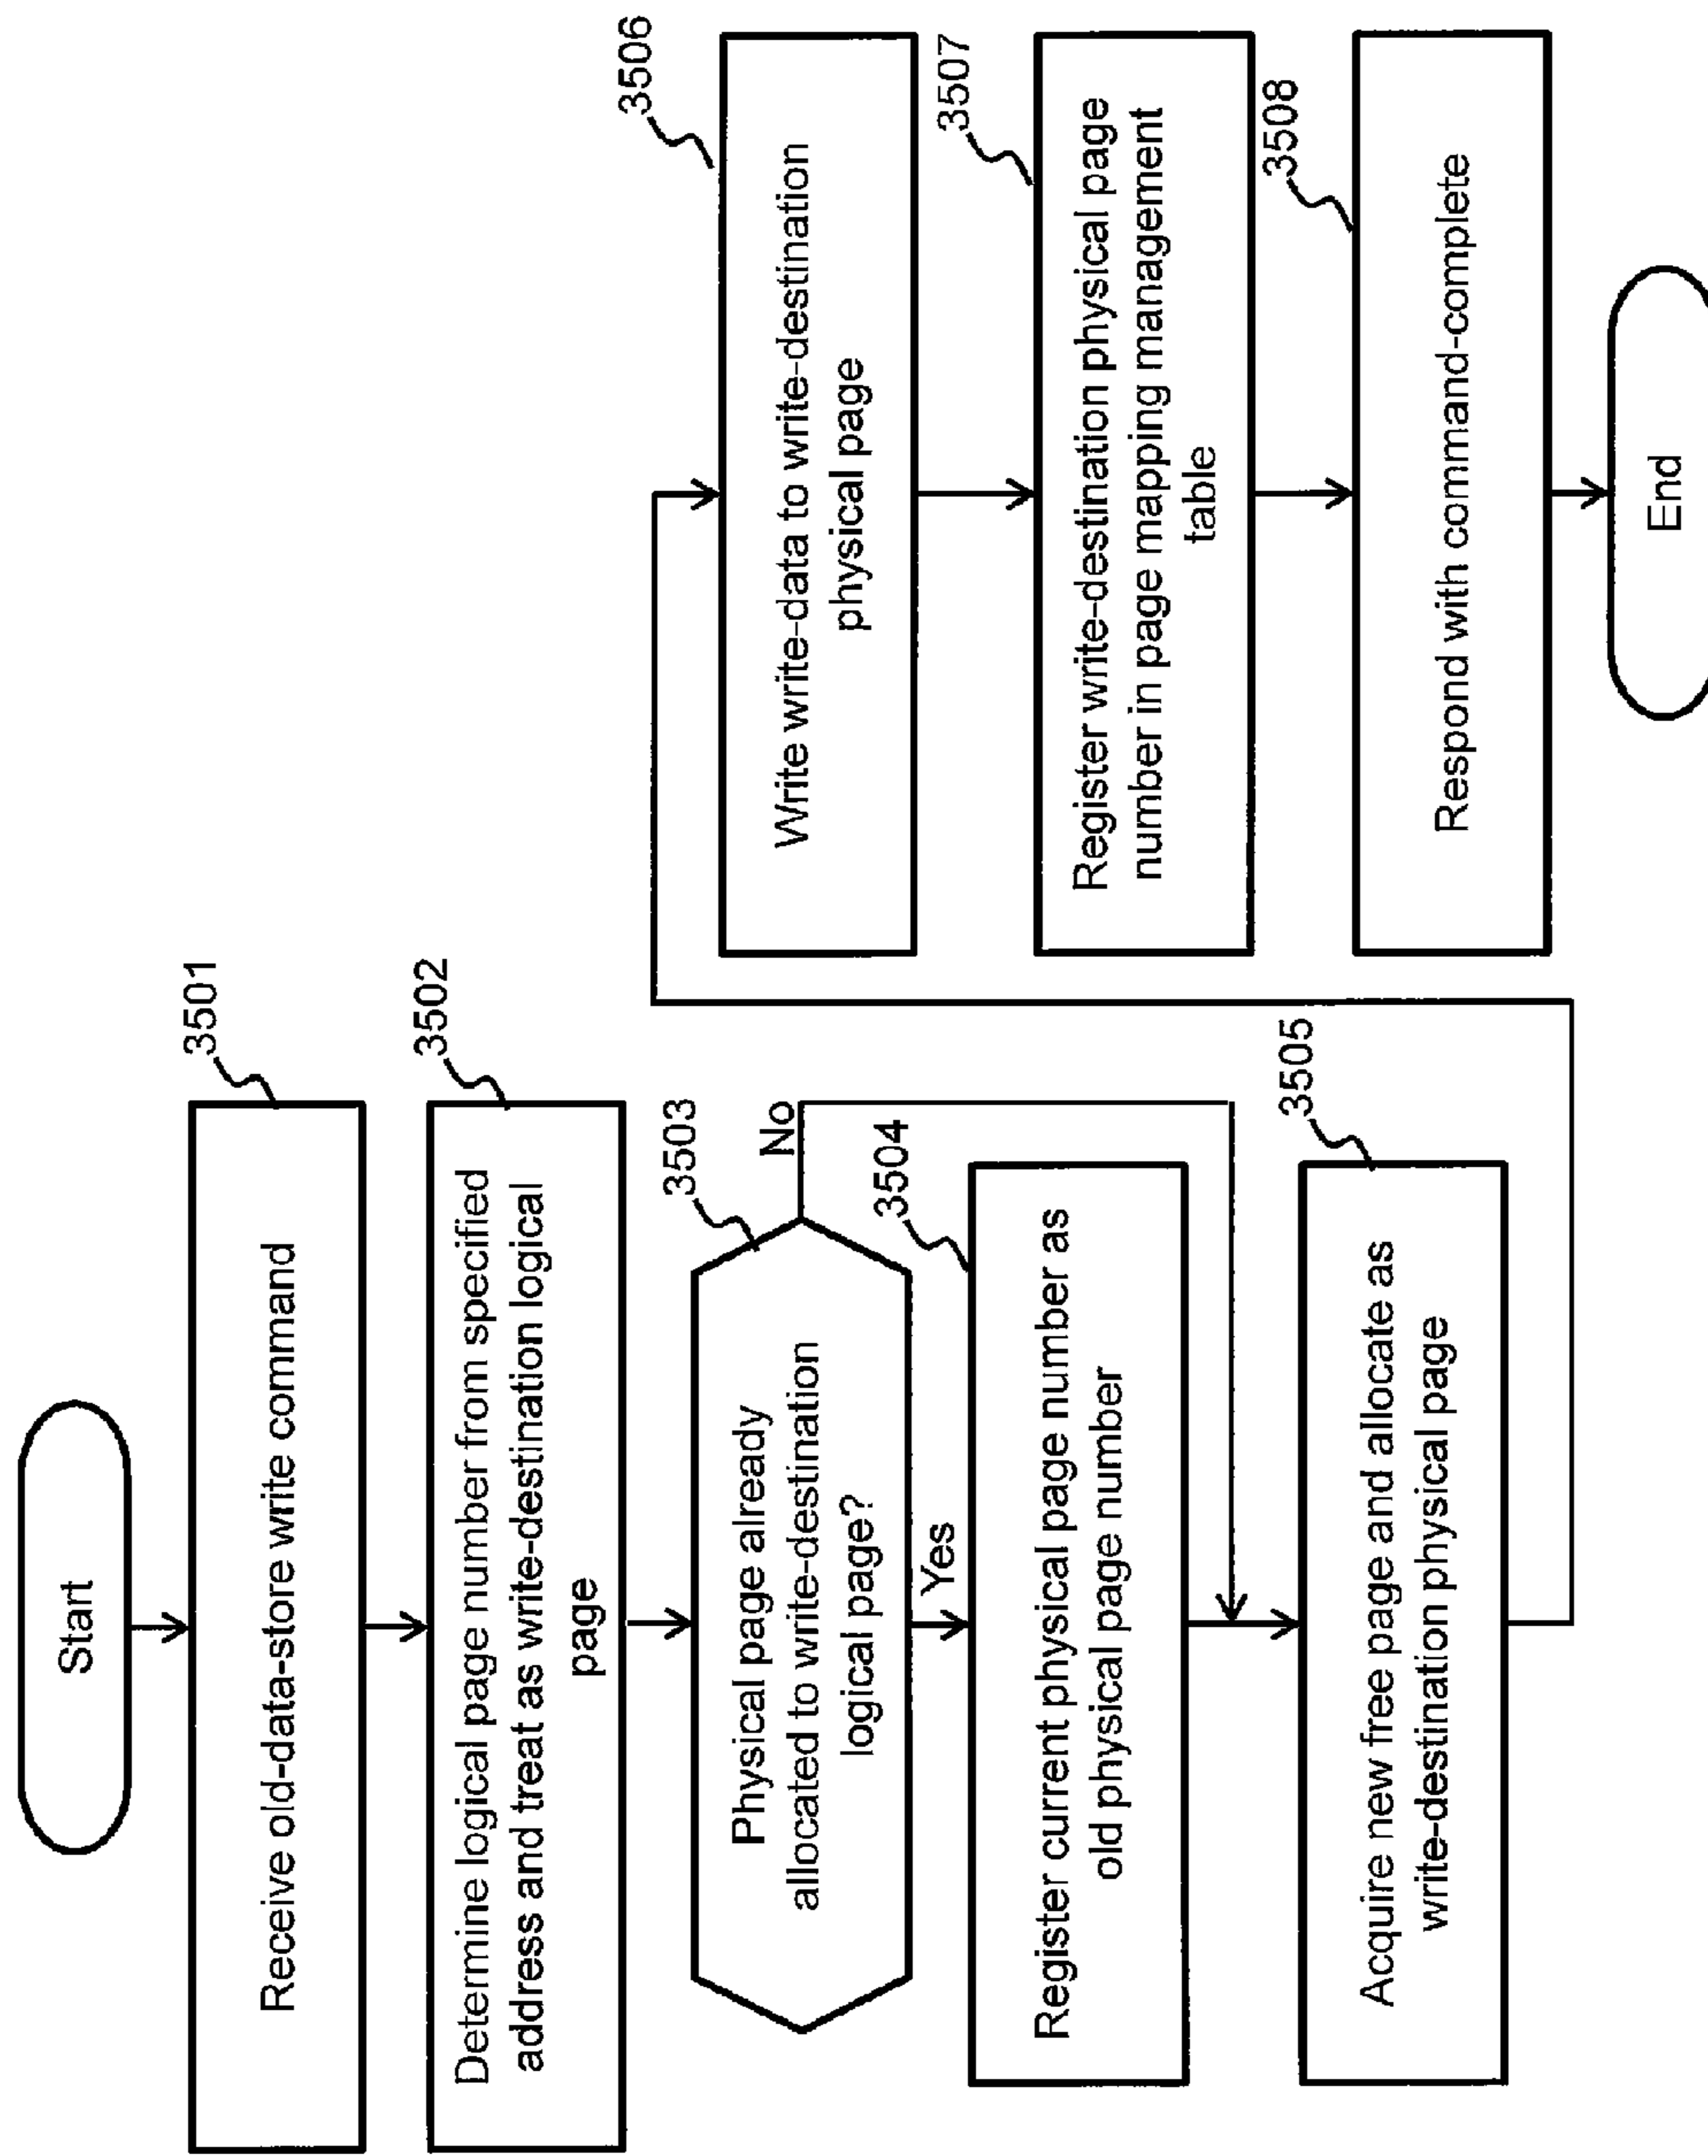 Start
3501
Receive old-data-store write command
3502
Determine logical page number from specified
address and treat as write-destination logical
page
3503
Physical page already
allocated to write-destination
logical page?
No
Yes
3504
Register current physical page number as
old physical page number
3505
Acquire new free page and allocate as
write-destination physical page
3506
Write write-data to write-destination
physical page
3507
Register write-destination physical page
number in page mapping management
table
3508
Respond with command-complete
End